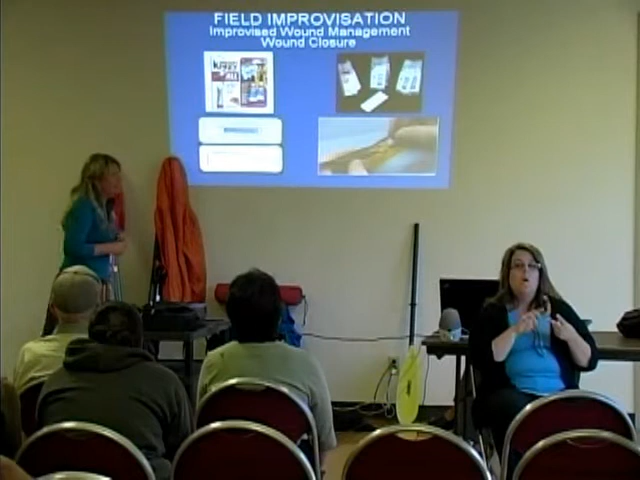 FIELD IMPROVISATION
Improvised Wound Management
Wound Closure